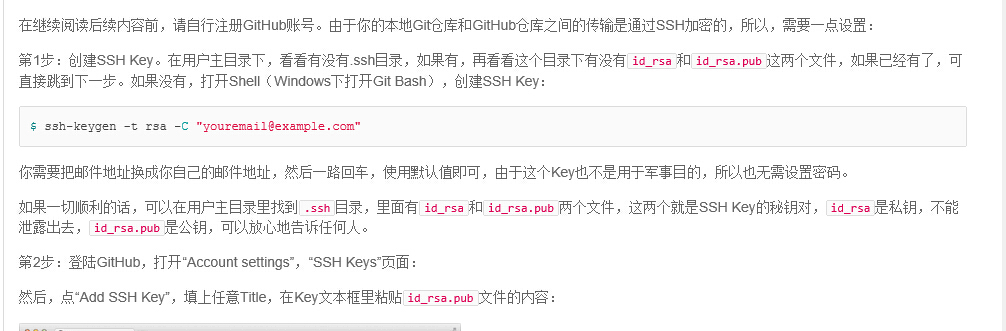 在继续阅读后续内容前，请自行注册GitHub账号。由于你的本地Git仓库和GitHub仓库之间的传输是通过SSH加密的，所以，需要一点设置：
第1步：创建SSH Key。在用户主目录下，看看有没有.ssh目录，如果有，再看看这个目录下有没有id_rsa和id_rsa.pub这两个文件，如果已经有了，可
直接跳到下一步。如果没有，打开Shell（Windows下打开Git Bash），创建SSH Key：
$ ssh-keygen -t rsa -C "youremail@example.com"
你需要把邮件地址换成你自己的邮件地址，然后一路回车，使用默认值即可，由于这个Key也不是用于军事目的，所以也无需设置密码。
如果一切顺利的话，可以在用户主目录里找到.ssh目录，里面有id_rsa和id_rsa.pub两个文件，这两个就是SSH Key的秘钥对，id_rsa是私钥，不能
泄露出去，id_rsa.pub是公钥，可以放心地告诉任何人。
第2步：登陆GitHub，打开“Account settings”，“SSH Keys”页面：
然后，点“Add SSH Key”，填上任意Title，在Key文本框里粘贴id_rsa.pub文件的内容：